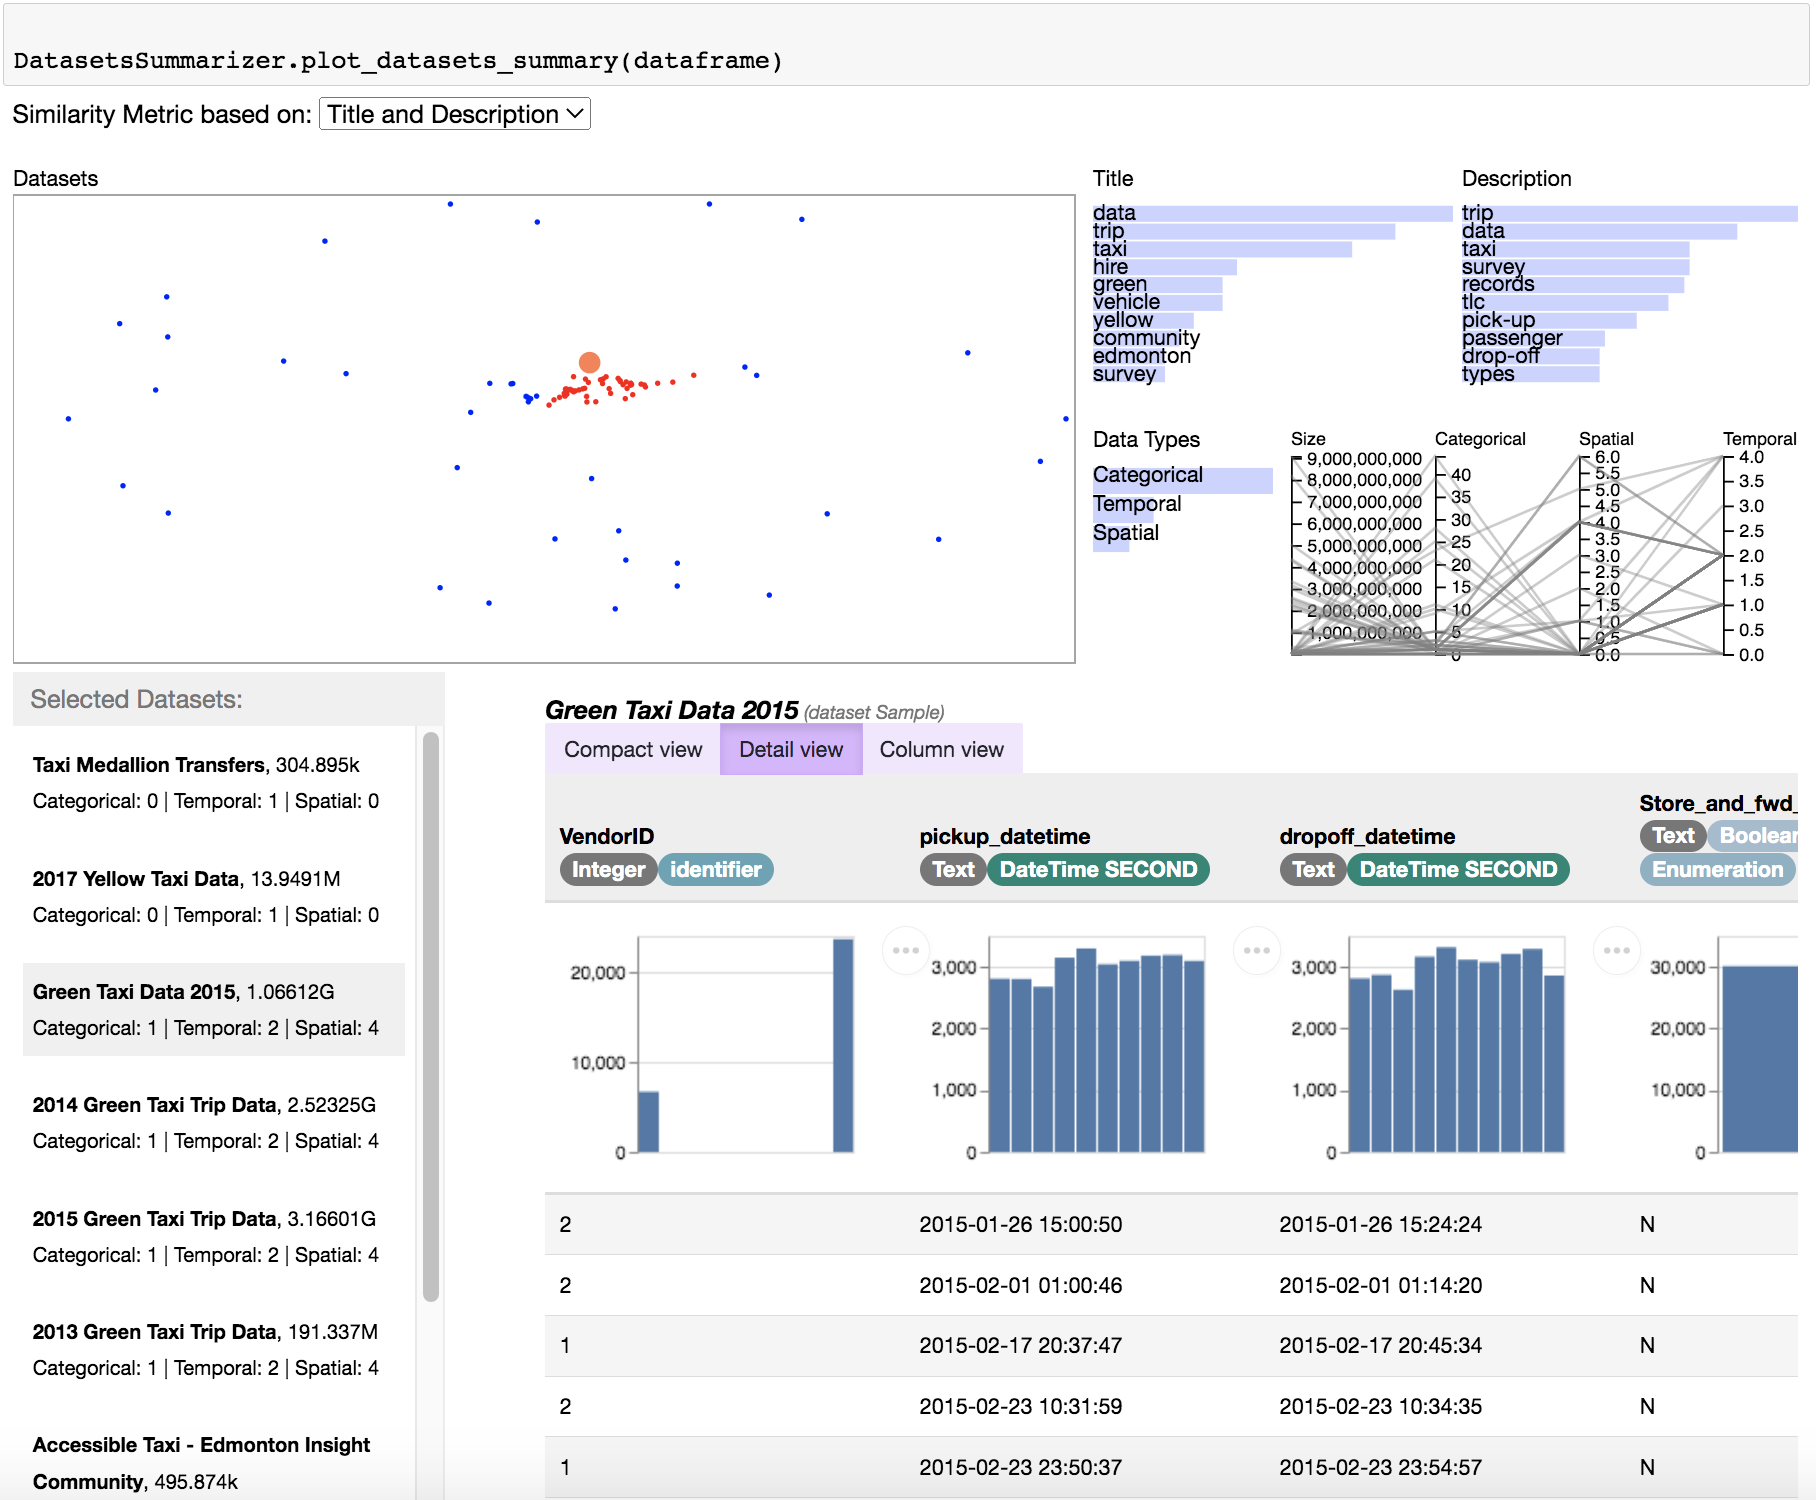 DatasetsSummarizer.plot_datasets_summary(dataframe)
Similarity Metric based on: Title and Description
Datasets
Title
data
trip
taxi
hire
green
vehicle
yellow
community
edmonton
survey
Description
trip
data
taxi
survey
records
tlc
pick-up
passenger
drop-off
types
Data Types
Categorical
Temporal
Spatial
Size
9,000,000,000
8,000,000,000
7,000,000,000
6,000,000,000
5,000,000,000
4,000,000,000
3,000,000,000
2,000,000,000
1,000,000,000
Categorical
40
35
30
25
20
15
10
5
0
Spatial
6.0
5.5
5.0
4.5
4.0
3.5
3.0
2.5
2.0
1.5
1.0
0.5
0.0
Temporal
4.0
3.5
3.0
2.5
2.0
1.5
1.0
0.5
0.0
Selected Datasets:
Taxi Medallion Transfers, 304.895k
Categorical: 0 | Temporal: 1 | Spatial: 0
2017 Yellow Taxi Data, 13.9491M
Categorical: 0 | Temporal: 1 | Spatial: 0
Green Taxi Data 2015, 1.06612G
Categorical: 1 | Temporal: 2 | Spatial: 4
2014 Green Taxi Trip Data, 2.52325G
Categorical: 1 | Temporal: 2 | Spatial: 4
2015 Green Taxi Trip Data, 3.16601G
Categorical: 1 | Temporal: 2 | Spatial: 4
2013 Green Taxi Trip Data, 191.337M
Categorical: 1 | Temporal: 2 | Spatial: 4
Accessible Taxi - Edmonton Insight
Community, 495.874k
Green Taxi Data 2015 (dataset Sample)
Compact view Detail view Column view
VendorID
Integer identifier
pickup_datetime
Text DateTime SECOND
dropoff_datetime
Text DateTime SECOND
Store_and_fwd_
Text Boolean
Enumeration
20,000
10,000
0
3,000
2,000
1,000
0
3,000
2,000
1,000
0
30,000
20,000
10,000
0
2 2015-01-26 15:00:50 2015-01-26 15:24:24 N
2 2015-02-01 01:00:46 2015-02-01 01:14:20 N
1 2015-02-17 20:37:47 2015-02-17 20:45:34 N
2 2015-02-23 10:31:59 2015-02-23 10:34:35 N
1 2015-02-23 23:50:37 2015-02-23 23:54:57 N